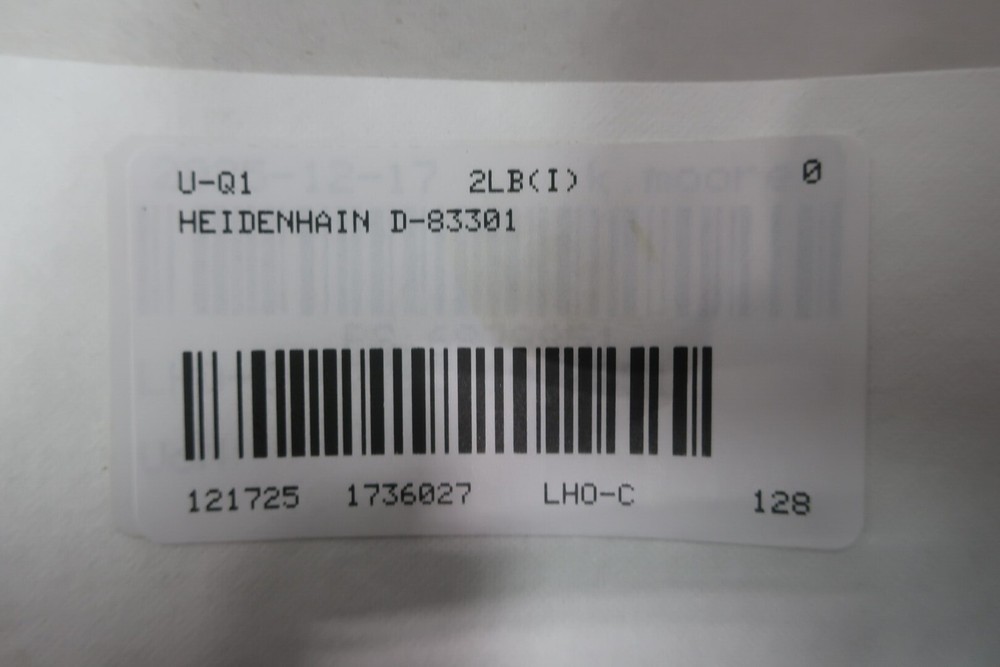 U-Q1 2LB(I) 0
HEIDENHAIN D-83301
121725 1736027 LHO-C 128